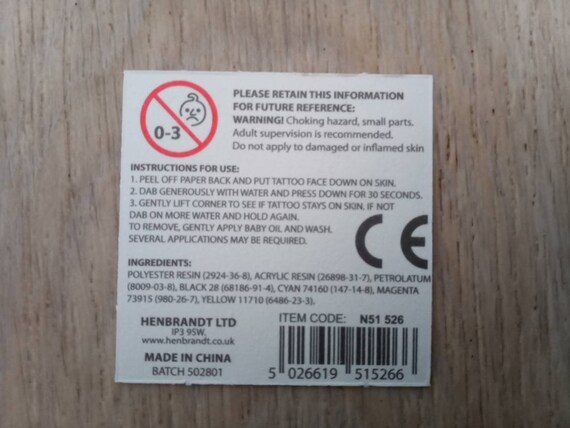 0-3
PLEASE RETAIN THIS INFORMATION
FOR FUTURE REFERENCE:
WARNING! Choking hazard, small parts.
Adult supervision is recommended.
Do not apply to damaged or inflamed skin
INSTRUCTIONS FOR USE:
1. PEEL OFF PAPER BACK AND PUT TATTOO FACE DOWN ON SKIN.
2. DAB GENEROUSLY WITH WATER AND PRESS DOWN FOR 30 SECONDS.
3. GENTLY LIFT CORNER TO SEE IF TATTOO STAYS ON SKIN. IF NOT
DAB ON MORE WATER AND HOLD AGAIN.
TO REMOVE, GENTLY APPLY BABY OIL AND WASH.
SEVERAL APPLICATIONS MAY BE REQUIRED.
CE
INGREDIENTS:
POLYESTER RESIN (2924-36-8), ACRYLIC RESIN (26898-31-7), PETROLATUM
(8009-03-8), BLACK 28 (68186-91-4), CYAN 74160 (147-14-8), MAGENTA
73915 (980-26-7), YELLOW 11710 (6486-23-3).
HENBRANDT LTD
IP3 9SW.
www.henbrandt.co.uk
MADE IN CHINA
BATCH 502801
ITEM CODE: N51 526
5 026619 515266